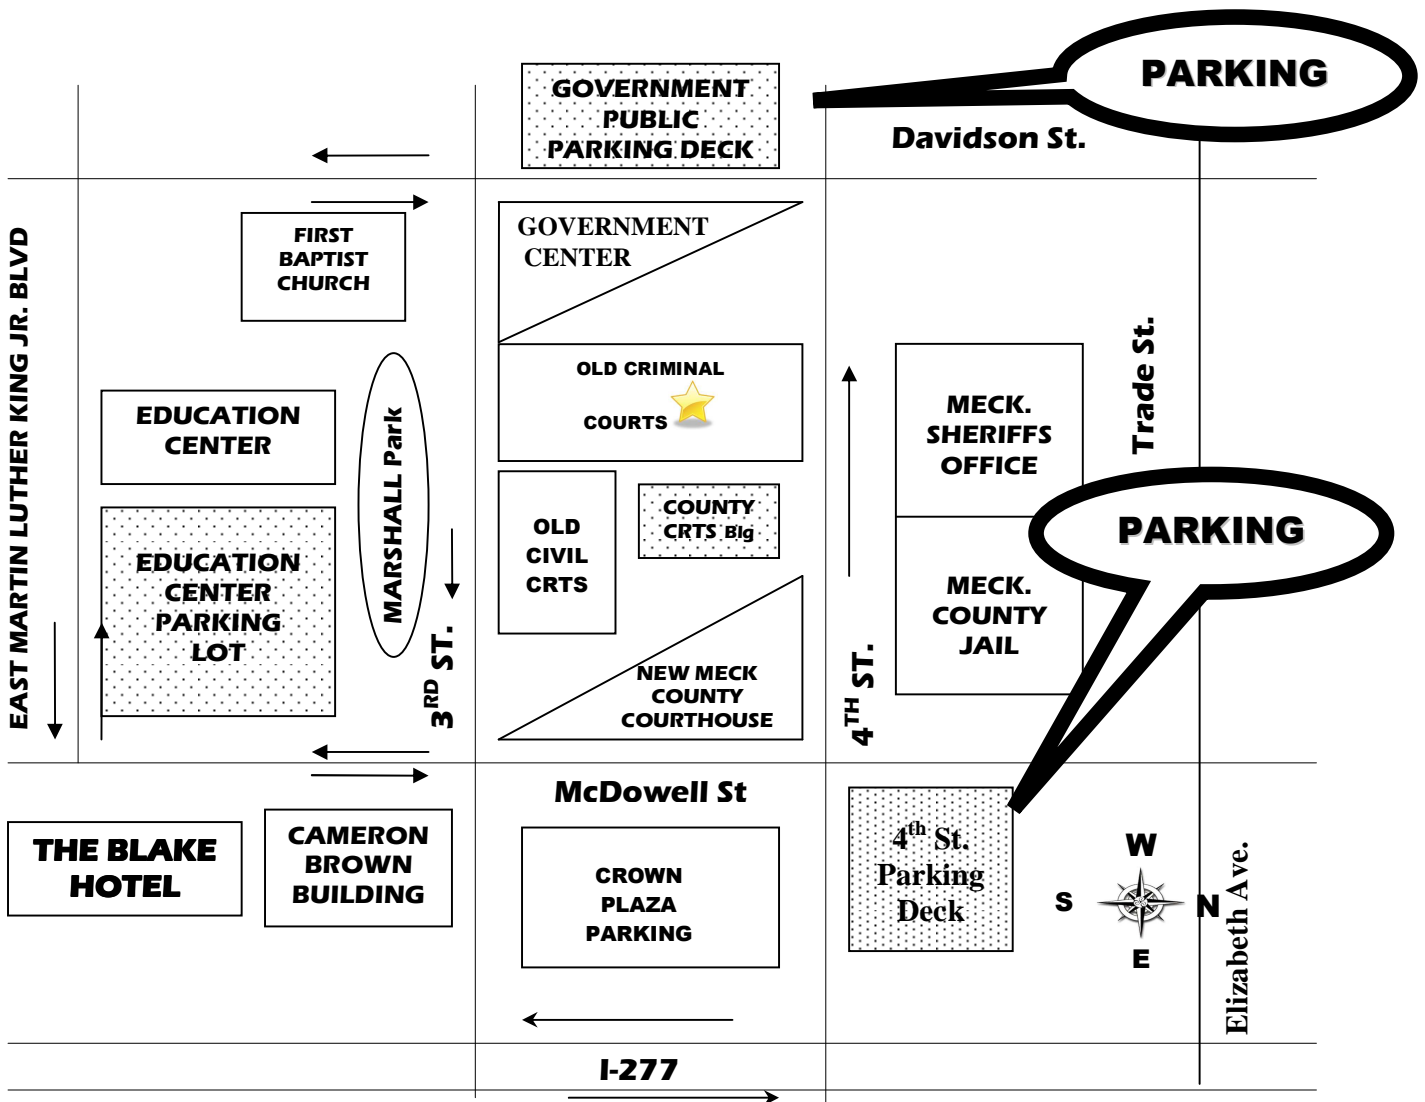 PARKING
GOVERNMENT
PUBLIC
PARKING DECK
Davidson St.
EAST MARTIN LUTHER KING JR. BLVD
FIRST
BAPTIST
CHURCH
GOVERNMENT
CENTER
OLD CRIMINAL
COURTS
Trade St.
EDUCATION
CENTER
MARSHALL Park
MECK.
SHERIFFS
OFFICE
OLD
CIVIL
CRTS
COUNTY
CRTS Blg
PARKING
EDUCATION
CENTER
PARKING
LOT
MECK.
COUNTY
JAIL
3RD ST.
NEW MECK
COUNTY
COURTHOUSE
4TH ST.
McDowell St
THE BLAKE
HOTEL
CAMERON
BROWN
BUILDING
CROWN
PLAZA
PARKING
4th St.
Parking
Deck
W
S
N
E
Elizabeth Ave.
I-277